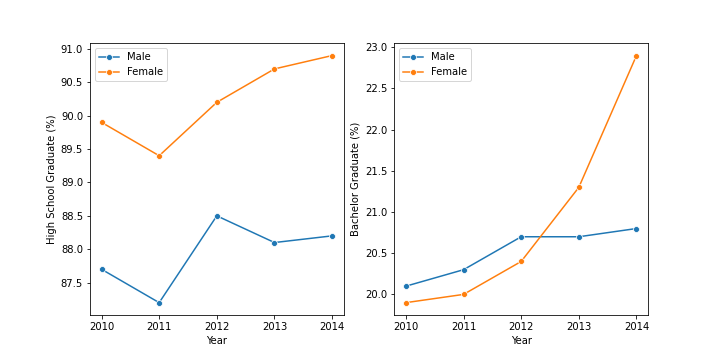 High School Graduate (%)
91.0
90.5
90.0
89.5
89.0
88.5
88.0
87.5
Male
Female
2010 2011 2012 2013 2014
Year
Bachelor Graduate (%)
23.0
22.5
22.0
21.5
21.0
20.5
20.0
Male
Female
2010 2011 2012 2013 2014
Year